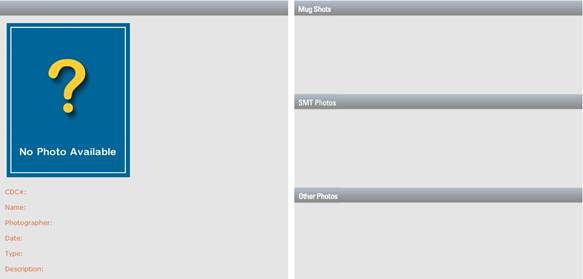 ?
No Photo Available
CDC#:
Name:
Photographer:
Date:
Type:
Description:
Mug Shots
SMT Photos
Other Photos